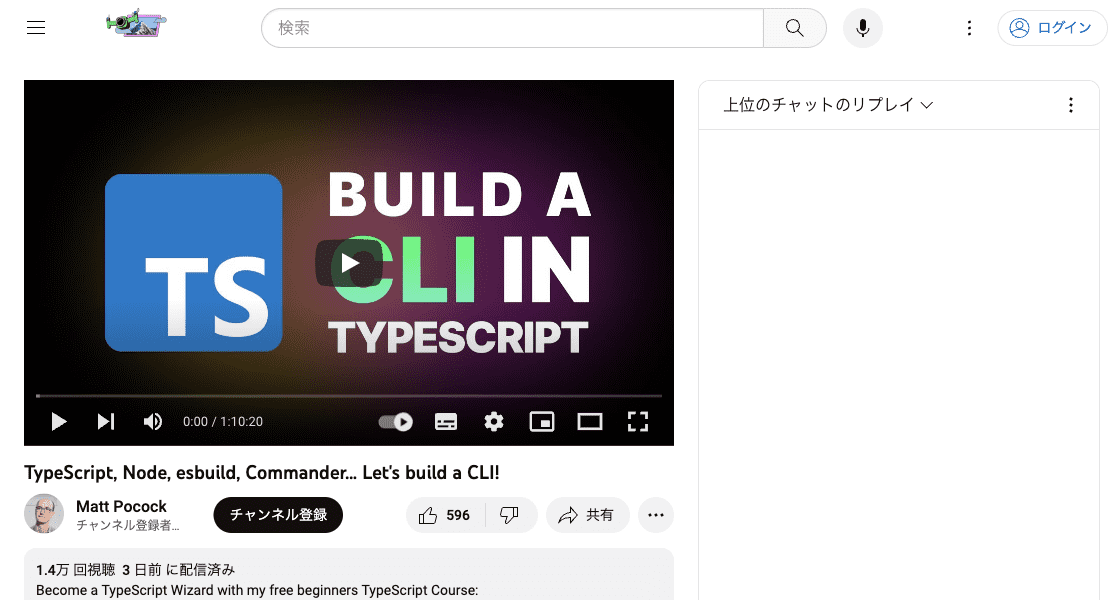 検索
ログイン
上位のチャットのリプレイ
BUILD A
CLI IN
TYPESCRIPT
TS
0:00 / 1:10:20
TypeScript, Node, esbuild, Commander... Let's build a CLI!
Matt Pocock
チャンネル登録者...
チャンネル登録
596
共有
1.4万 回視聴 3 日前 に配信済み
Become a TypeScript Wizard with my free beginners TypeScript Course: